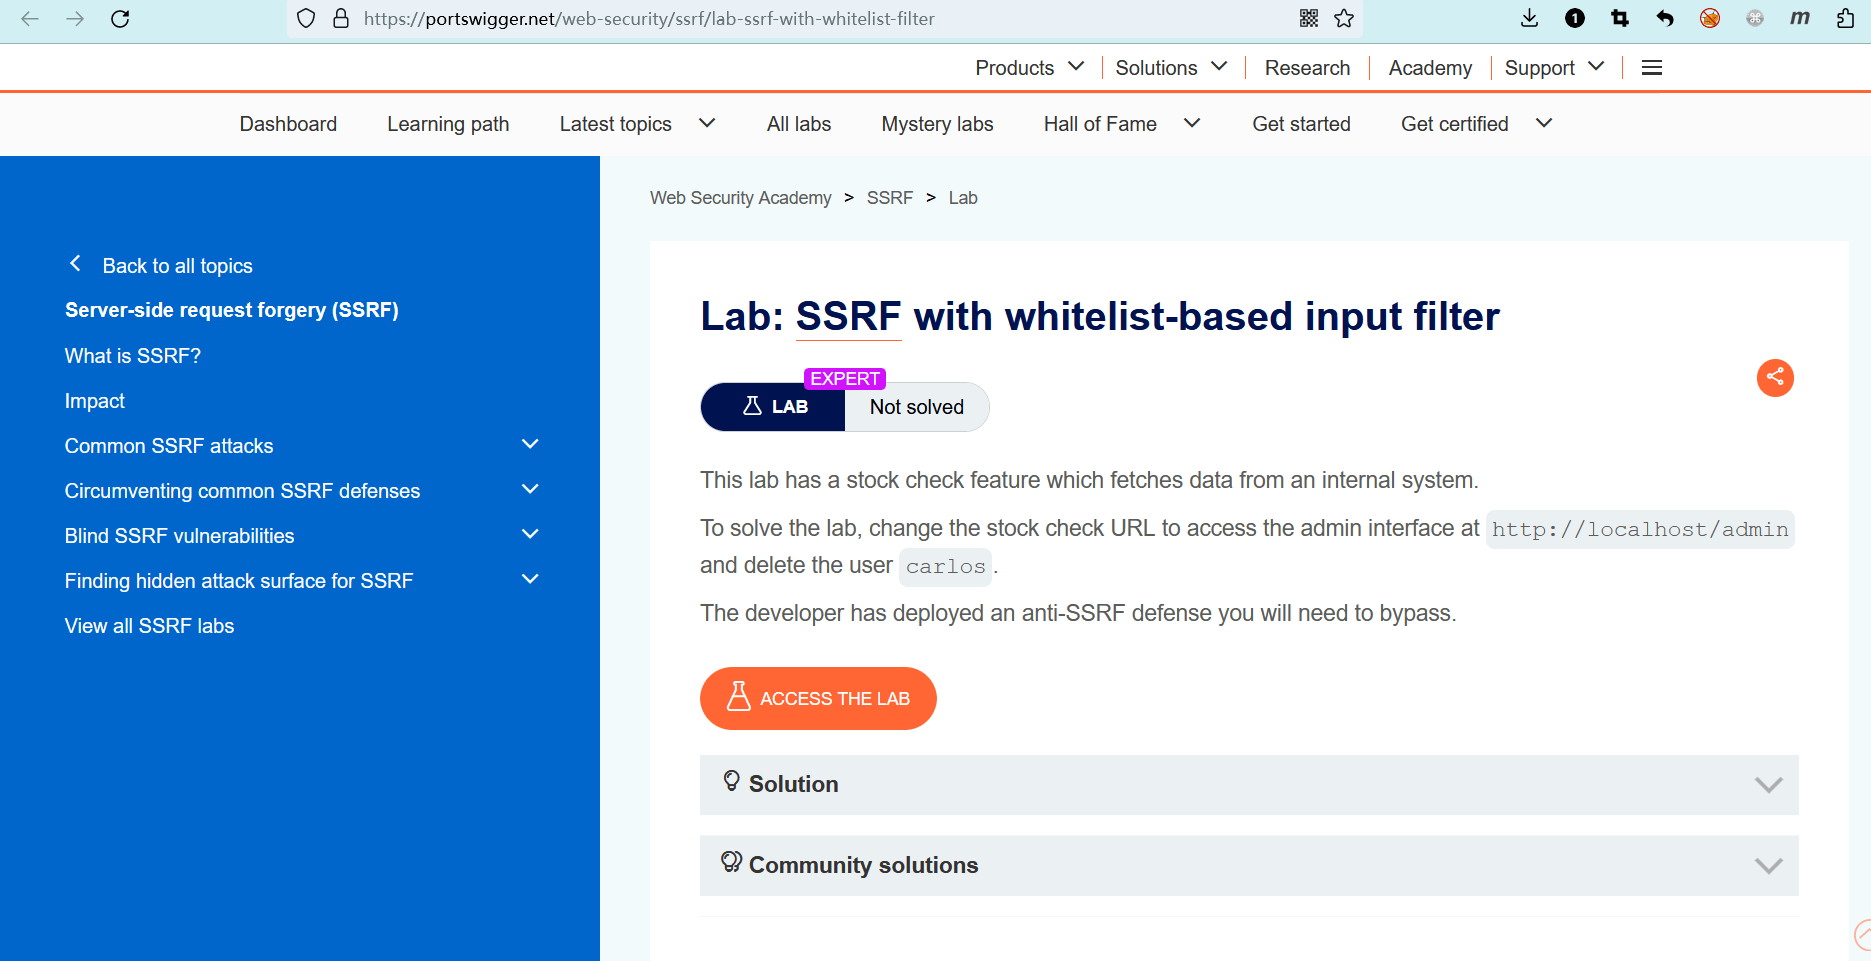 https://portswigger.net/web-security/ssrf/lab-ssrf-with-whitelist-filter
1
m
Products
Solutions
Research
Academy
Support
Dashboard
Learning path
Latest topics
All labs
Mystery labs
Hall of Fame
Get started
Get certified
Web Security Academy > SSRF > Lab
Back to all topics
Server-side request forgery (SSRF)
What is SSRF?
Impact
Common SSRF attacks
Circumventing common SSRF defenses
Blind SSRF vulnerabilities
Finding hidden attack surface for SSRF
View all SSRF labs
Lab: SSRF with whitelist-based input filter
EXPERT
LAB
Not solved
This lab has a stock check feature which fetches data from an internal system.
To solve the lab, change the stock check URL to access the admin interface at http://localhost/admin
and delete the user carlos.
The developer has deployed an anti-SSRF defense you will need to bypass.
ACCESS THE LAB
Solution
Community solutions